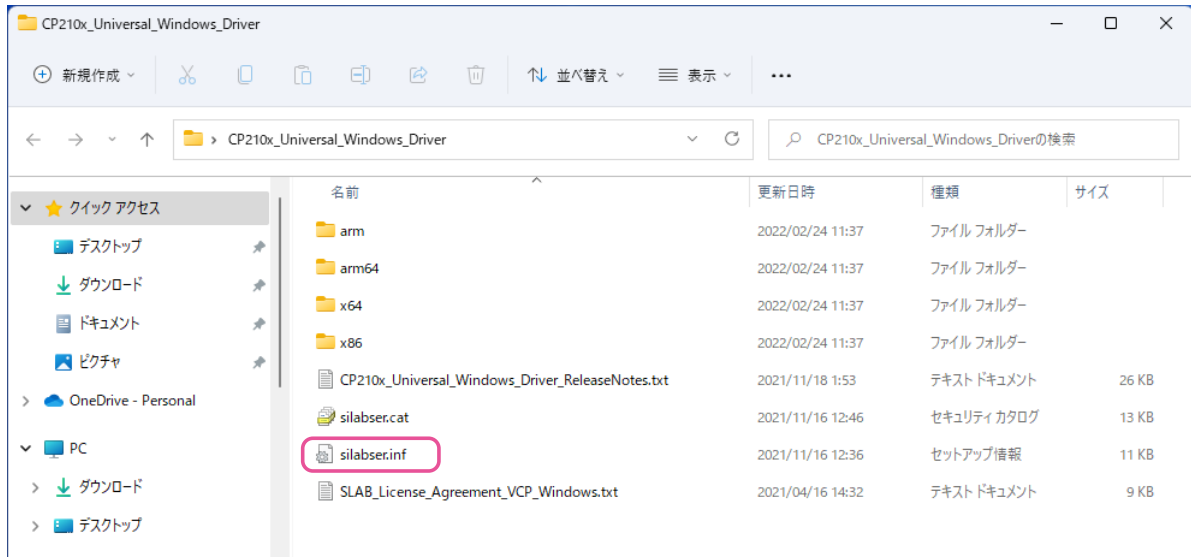 CP210x_Universal_Windows_Driver
新規作成 並べ替え 表示
CP210x_Universal_Windows_Driver CP210x_Universal_Windows_Driverの検索
名前 更新日時 種類 サイズ
クイック アクセス
デスクトップ
ダウンロード
ドキュメント
ピクチャ
OneDrive - Personal
PC
ダウンロード
デスクトップ
arm 2022/02/24 11:37 ファイル フォルダー
arm64 2022/02/24 11:37 ファイル フォルダー
x64 2022/02/24 11:37 ファイル フォルダー
x86 2022/02/24 11:37 ファイル フォルダー
CP210x_Universal_Windows_Driver_ReleaseNotes.txt 2021/11/18 1:53 テキスト ドキュメント 26 KB
silabser.cat 2021/11/16 12:46 セキュリティ カタログ 13 KB
silabser.inf 2021/11/16 12:36 セットアップ情報 11 KB
SLAB_License_Agreement_VCP_Windows.txt 2021/04/16 14:32 テキスト ドキュメント 9 KB